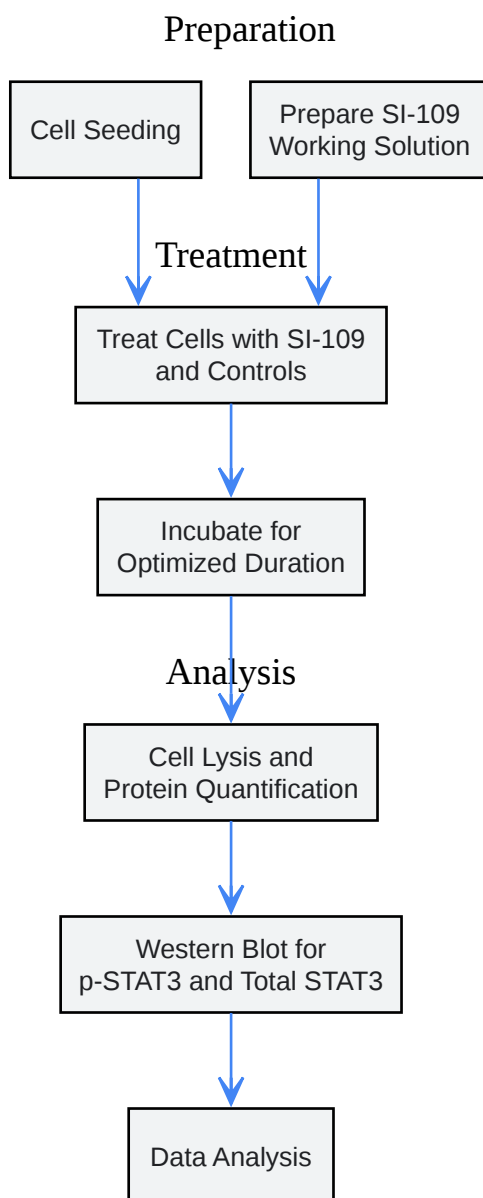 Preparation
Cell Seeding
Prepare SI-109
Working Solution
Treatment
Treat Cells with SI-109
and Controls
Incubate for
Optimized Duration
Analysis
Cell Lysis and
Protein Quantification
Western Blot for
p-STAT3 and Total STAT3
Data Analysis